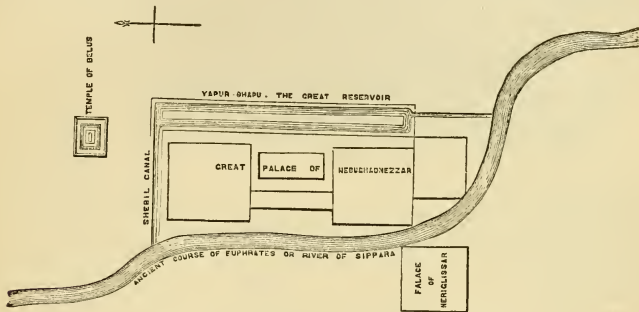 TEMPLE OF BELUS
YAPUR-SHAPU. THE GREAT RESERVOIR
SHEBIL CANAL
GREAT
PALACE OF
NEBUCHADNEZZAR
ANCIENT COURSE OF EUPHRATES OR RIVER OF SIPPARA
PALACE
OF
NERIGLISSAR